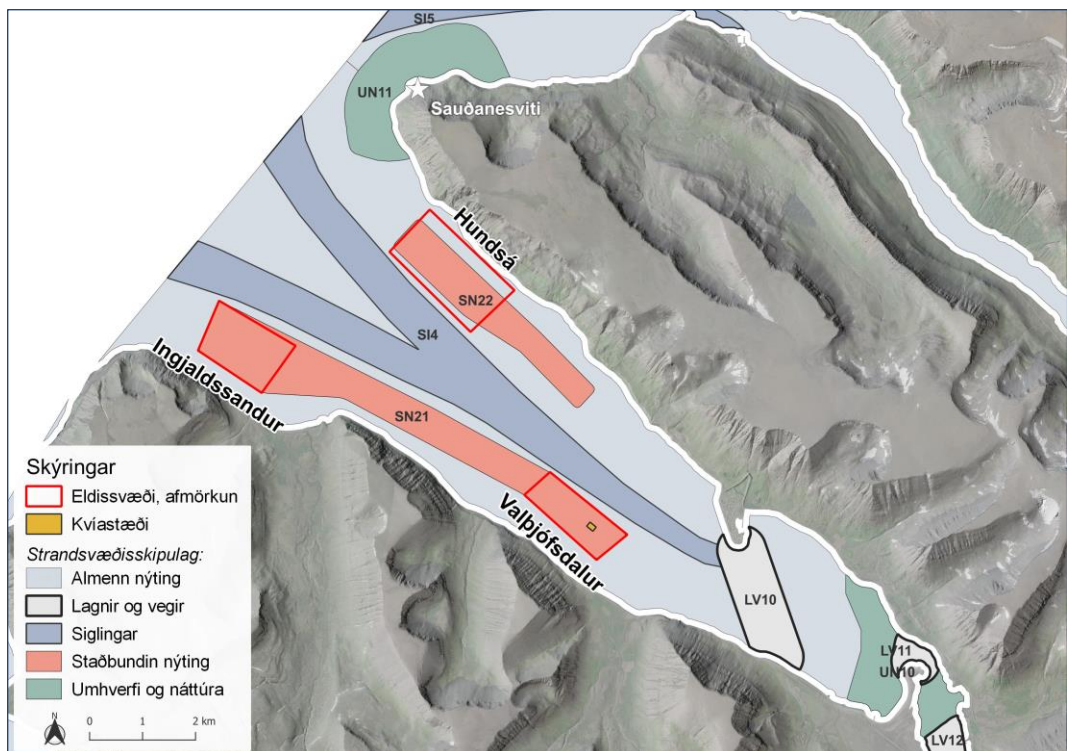 SI5
UN11
Sauðanesviti
Hundsá
SN22
SI4
Ingjaldssandur
SN21
Valþjófsdalur
LV10
LV11
UN10
LV12
Skýringar
Eldissvæði, afmörkun
Kvíastæði
Strandsvæðisskipulag:
Almenn nýting
Lagnir og vegir
Siglingar
Staðbundin nýting
Umhverfi og náttúra
N
0 1 2 km